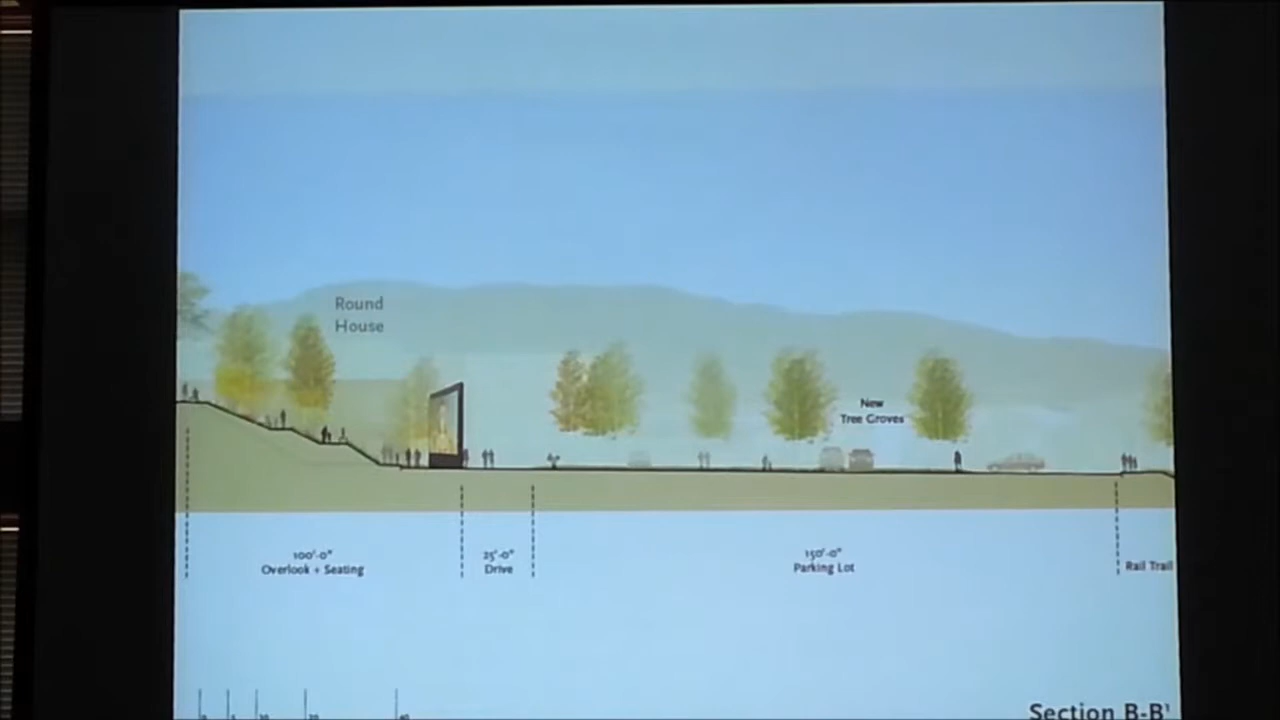 Round
House
New
Tree Groves
100'-0"
Overlook + Seating
25'-0"
Drive
150'-0"
Parking Lot
Rail Trail
Section B-B'